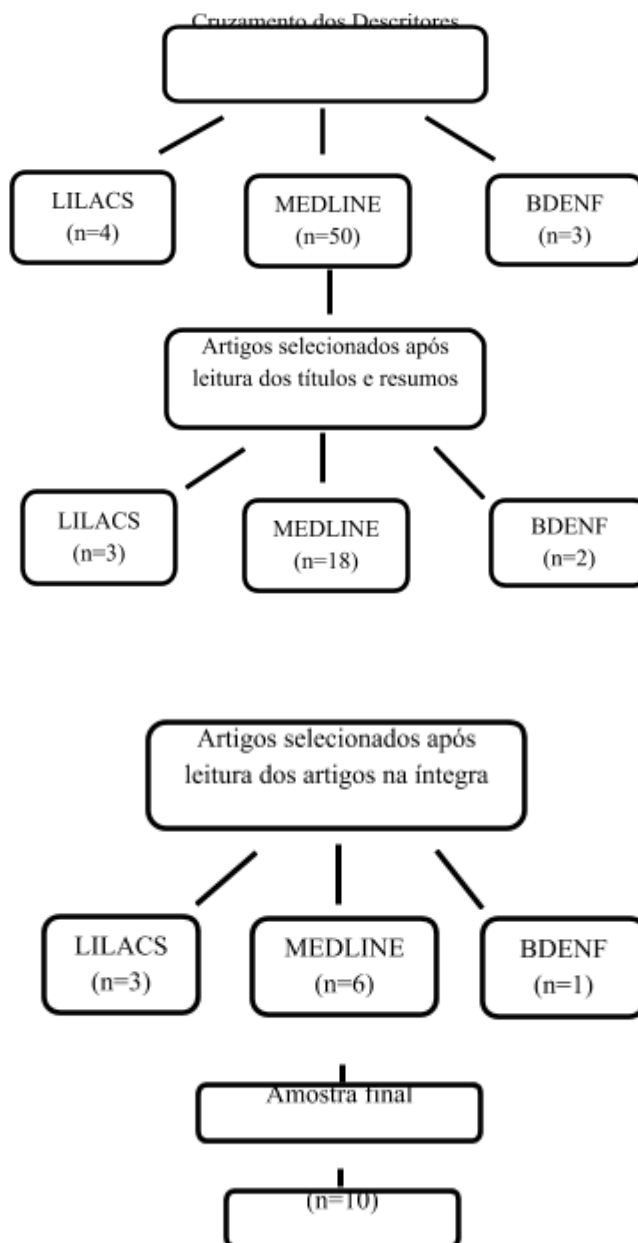 Cruzamento dos Descritores
LILACS
(n=4)
MEDLINE
(n=50)
BDENF
(n=3)
Artigos selecionados após
leitura dos títulos e resumos
LILACS
(n=3)
MEDLINE
(n=18)
BDENF
(n=2)
Artigos selecionados após
leitura dos artigos na íntegra
LILACS
(n=3)
MEDLINE
(n=6)
BDENF
(n=1)
Amostra final
(n=10)